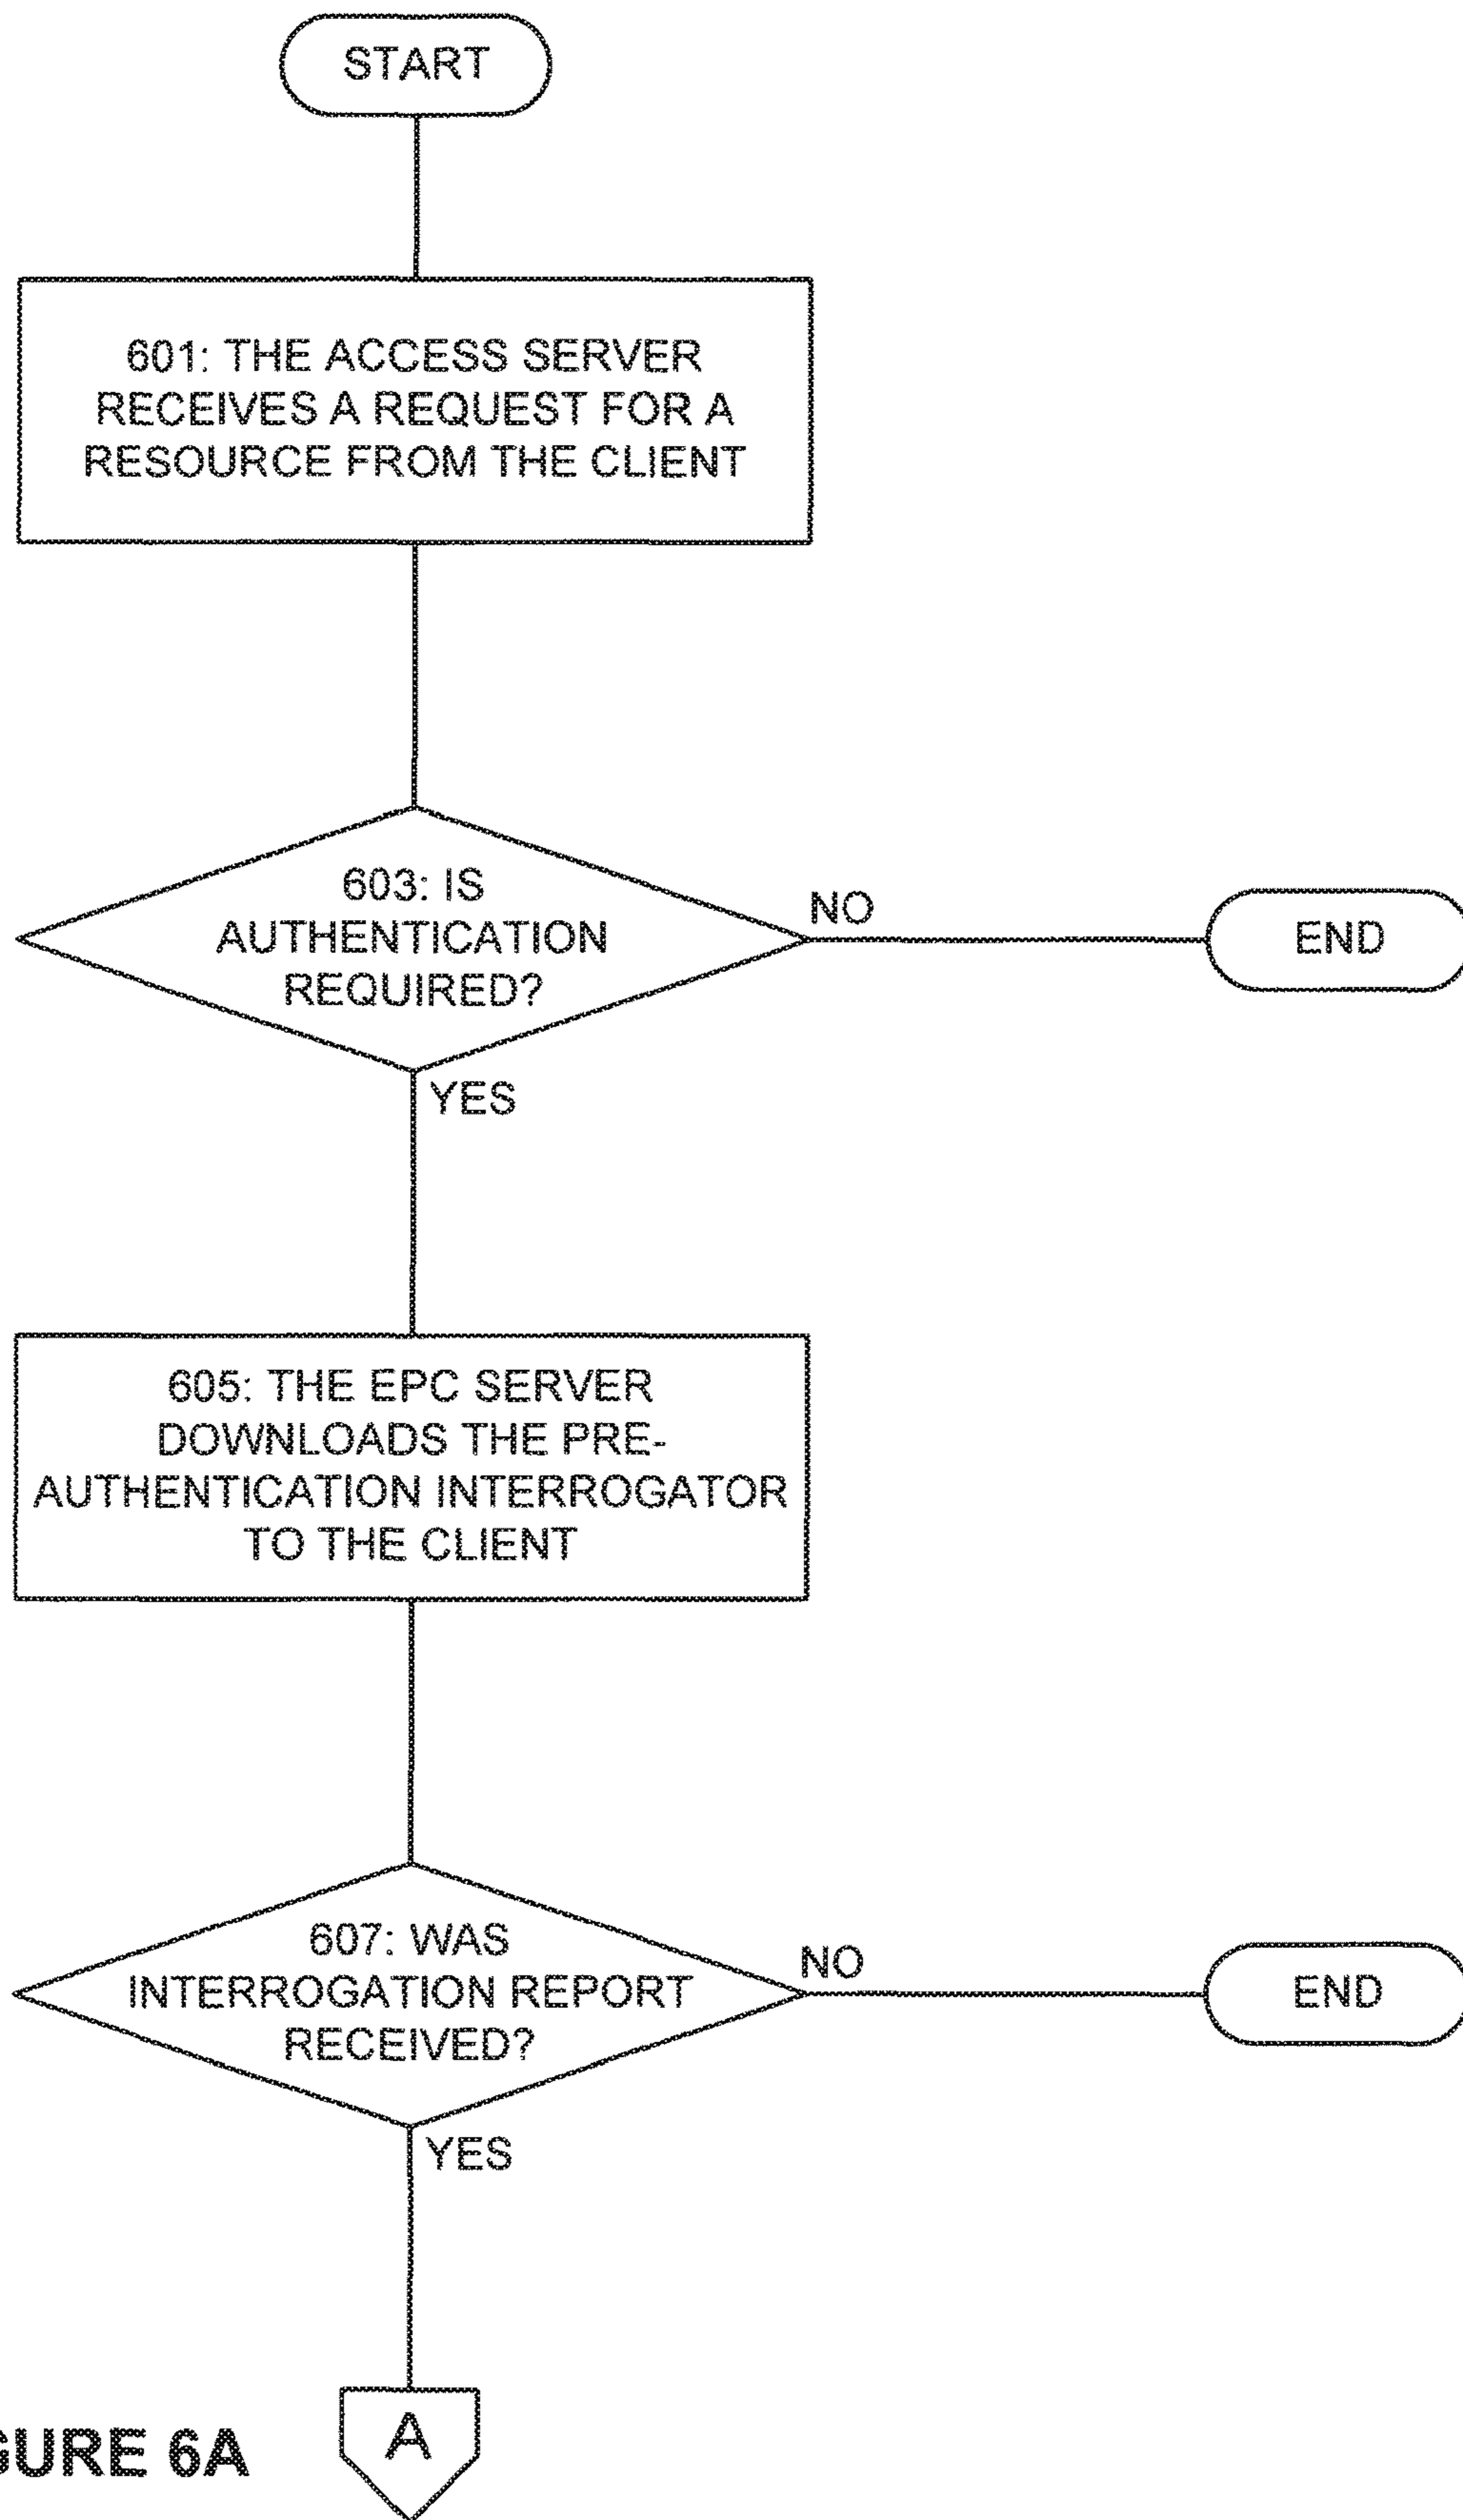 START
601: THE ACCESS SERVER
RECEIVES A REQUEST FOR A
RESOURCE FROM THE CLIENT
603: IS
AUTHENTICATION
REQUIRED?
NO
END
YES
605: THE EPC SERVER
DOWNLOADS THE PRE-
AUTHENTICATION INTERROGATOR
TO THE CLIENT
607: WAS
INTERROGATION REPORT
RECEIVED?
NO
END
YES
A
GURE 6A